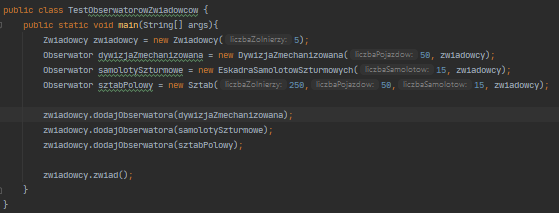 public class TestObserwatorowZwiadowcow {
public static void main(String[] args){
Zwiadowcy zwiadowcy = new Zwiadowcy( liczbaZolnierzy: 5);
Obserwator dywizjaZmechanizowana = new DywizjaZmechanizowana( liczbaPojazdow: 50, zwiadowcy);
Obserwator samolotySzturmowe = new EskadraSamolotowSzturmowych( liczbaSamolotow: 15, zwiadowcy);
Obserwator sztabPolowy = new Sztab( liczbaZolnierzy: 250, liczbaPojazdow: 50, liczbaSamolotow: 15, zwiadowcy);
zwiadowcy.dodajObserwatora(dywizjaZmechanizowana);
zwiadowcy.dodajObserwatora(samolotySzturmowe);
zwiadowcy.dodajObserwatora(sztabPolowy);
zwiadowcy.zwiad();
}
}